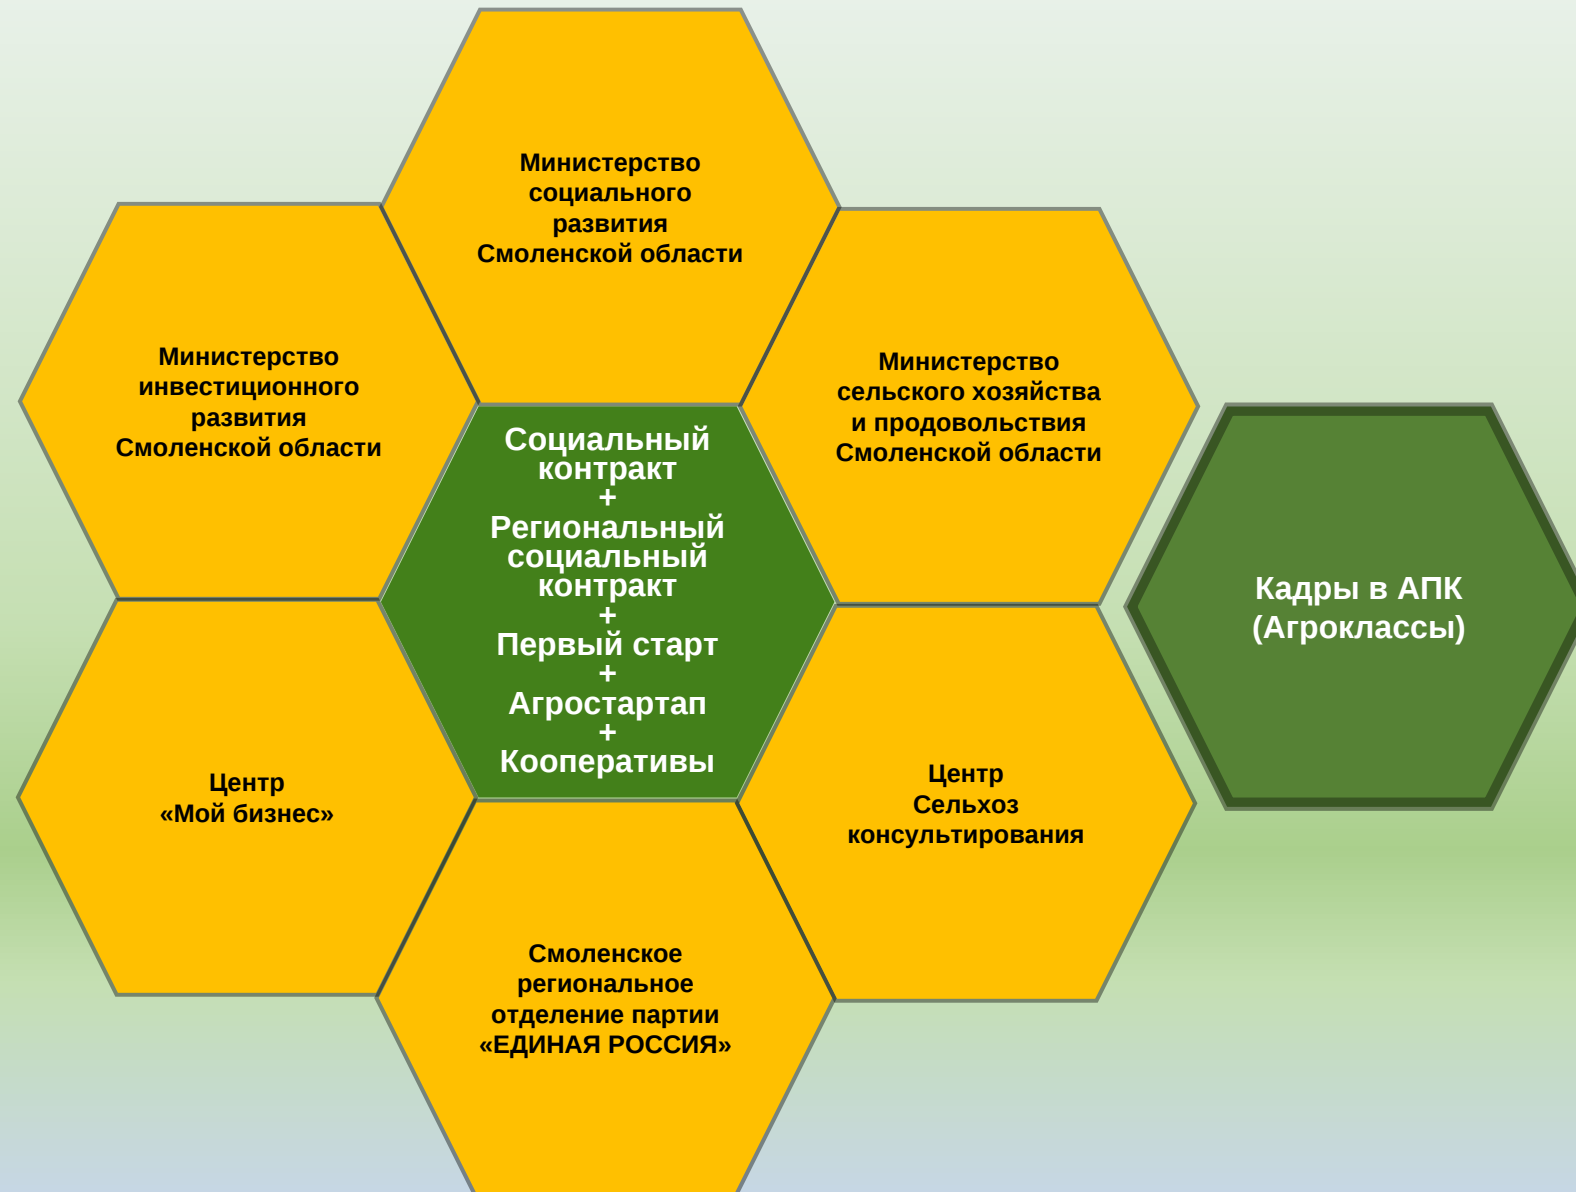 Министерство
социального
развития
Смоленской области
Министерство
инвестиционного
развития
Смоленской области
Министерство
сельского хозяйства
и продовольствия
Смоленской области
Социальный
контракт
+
Региональный
социальный
контракт
+
Первый старт
+
Агростартап
+
Кооперативы
Кадры в АПК
(Агроклассы)
Центр
«Мой бизнес»
Центр
Сельхоз
консультирования
Смоленское
региональное
отделение партии
«ЕДИНАЯ РОССИЯ»